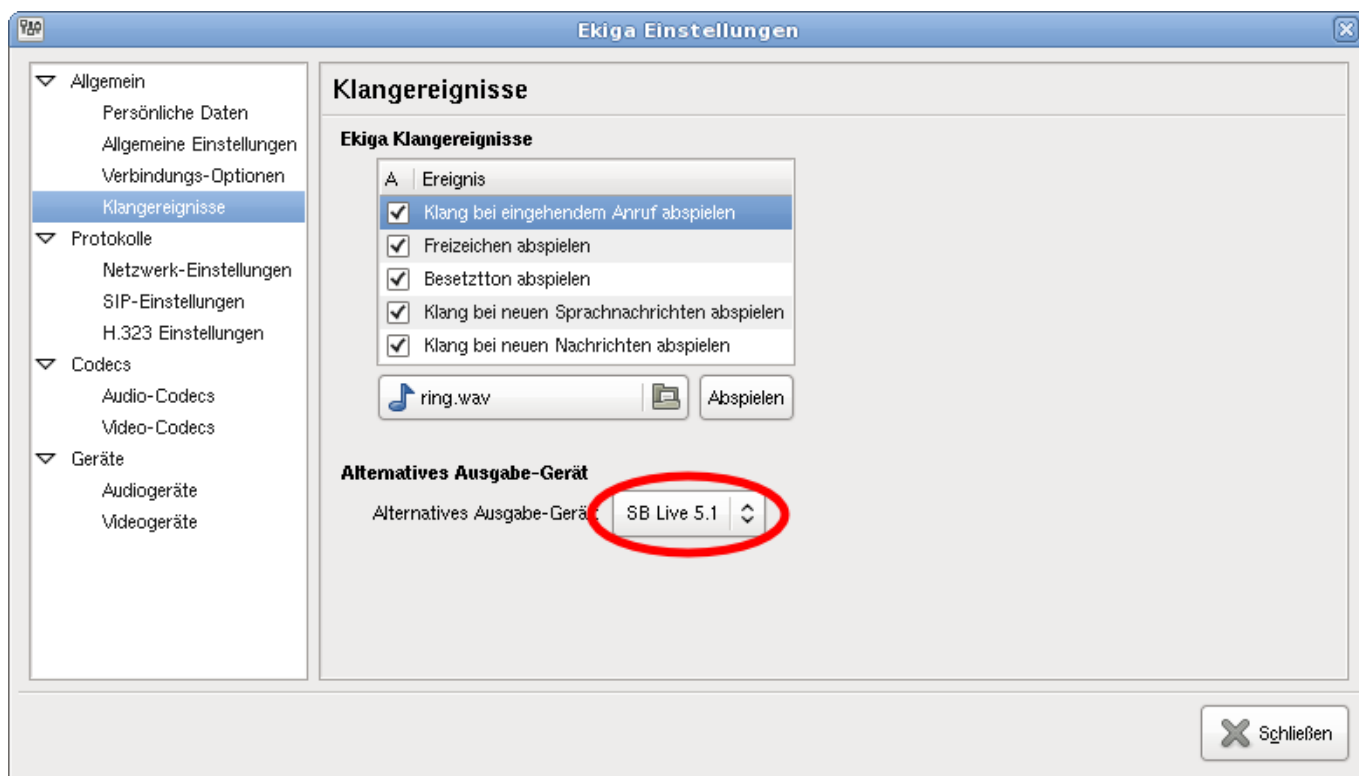 Ekiga Einstellungen
Allgemein
Persönliche Daten
Allgemeine Einstellungen
Verbindungs-Optionen
Klangereignisse
Protokolle
Netzwerk-Einstellungen
SIP-Einstellungen
H.323 Einstellungen
Codecs
Audio-Codecs
Video-Codecs
Geräte
Audiogeräte
Videogeräte
Klangereignisse
Ekiga Klangereignisse
A Ereignis
Klang bei eingehendem Anruf abspielen
Freizeichen abspielen
Besetztton abspielen
Klang bei neuen Sprachnachrichten abspielen
Klang bei neuen Nachrichten abspielen
ring.wav Abspielen
Alternatives Ausgabe-Gerät
Alternatives Ausgabe-Gerät: SB Live 5.1
Schließen